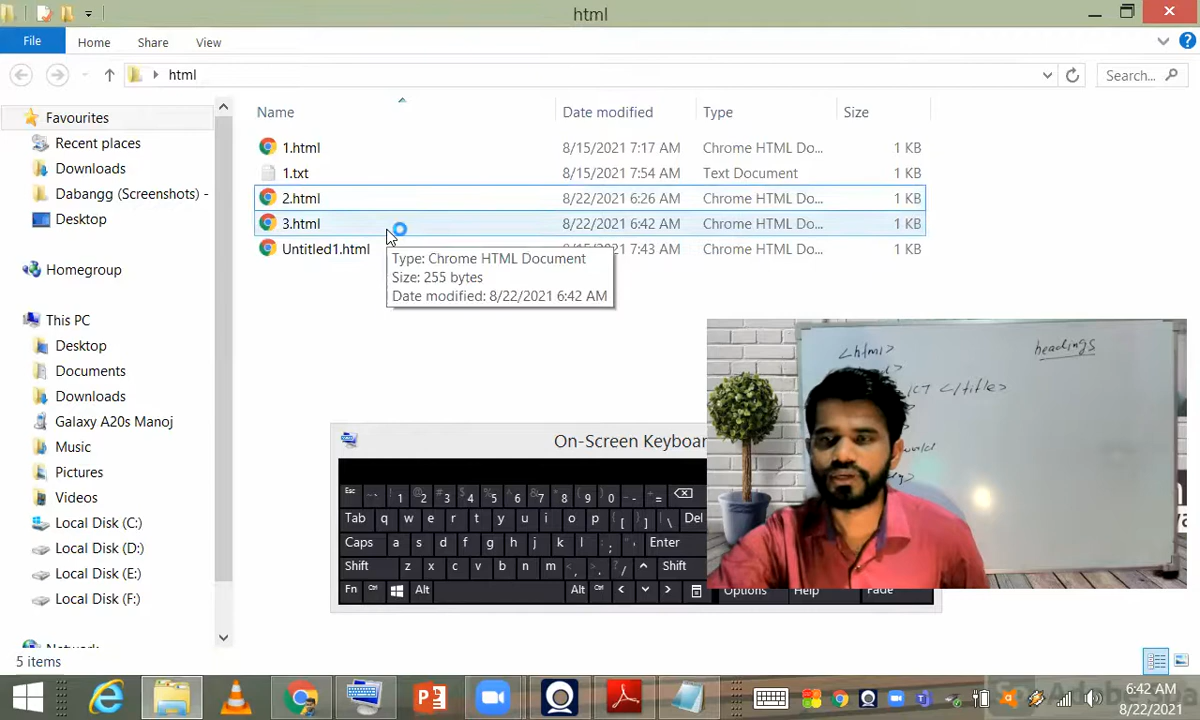 html
File
Home
Share
View
html
Search...
Name
Date modified
Type
Size
Favourites
Recent places
Downloads
Dabangg (Screenshots) -
Desktop
Homegroup
This PC
Desktop
Documents
Downloads
Galaxy A20s Manoj
Music
Pictures
Videos
Local Disk (C:)
Local Disk (D:)
Local Disk (E:)
Local Disk (F:)
Network
1.html 8/15/2021 7:17 AM Chrome HTML Do... 1 KB
1.txt 8/15/2021 7:54 AM Text Document 1 KB
2.html 8/22/2021 6:26 AM Chrome HTML Do... 1 KB
3.html 8/22/2021 6:42 AM Chrome HTML Do... 1 KB
Untitled1.html 8/15/2021 7:43 AM Chrome HTML Do... 1 KB
Type: Chrome HTML Document
Size: 255 bytes
Date modified: 8/22/2021 6:42 AM
<html>
headings
</title>
On-Screen Keyboar
Esc ~ ` ! 1 @ 2 # 3 $ 4 % 5 ^ 6 & 7 * 8 ( 9 ) 0 _ - + =
Tab q w e r t y u i o p { [ } ] | \ Del
Caps a s d f g h j k l : ; " ' Enter
Shift z x c v b n m < , > . ? / Shift
Fn Ctrl Alt Alt Ctrl Options Help Fade
5 items
6:42 AM
8/22/2021